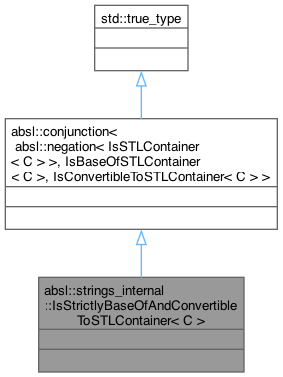 std::true_type
absl::conjunction<
absl::negation< IsSTLContainer
< C > >, IsBaseOfSTLContainer
< C >, IsConvertibleToSTLContainer< C > >
absl::strings_internal
::IsStrictlyBaseOfAndConvertible
ToSTLContainer< C >